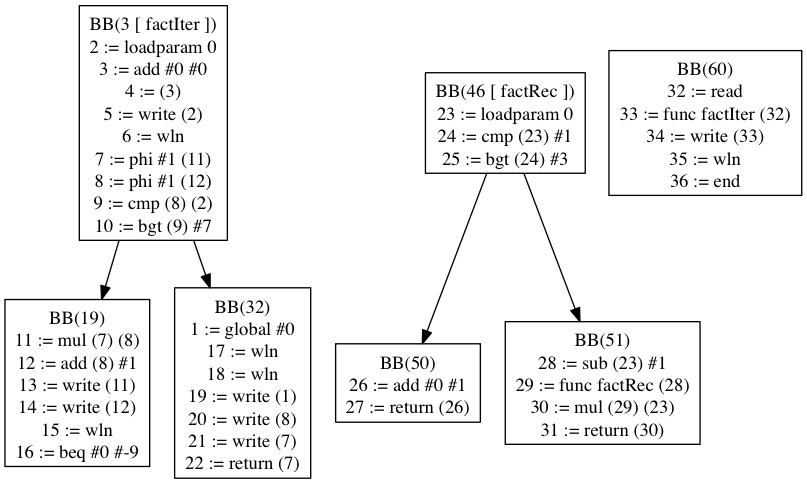 BB(3 [ factIter ])
2 := loadparam 0
3 := add #0 #0
4 := (3)
5 := write (2)
6 := wln
7 := phi #1 (11)
8 := phi #1 (12)
9 := cmp (8) (2)
10 := bgt (9) #7
BB(19)
11 := mul (7) (8)
12 := add (8) #1
13 := write (11)
14 := write (12)
15 := wln
16 := beq #0 #-9
BB(32)
1 := global #0
17 := wln
18 := wln
19 := write (1)
20 := write (8)
21 := write (7)
22 := return (7)
BB(46 [ factRec ])
23 := loadparam 0
24 := cmp (23) #1
25 := bgt (24) #3
BB(50)
26 := add #0 #1
27 := return (26)
BB(51)
28 := sub (23) #1
29 := func factRec (28)
30 := mul (29) (23)
31 := return (30)
BB(60)
32 := read
33 := func factIter (32)
34 := write (33)
35 := wln
36 := end